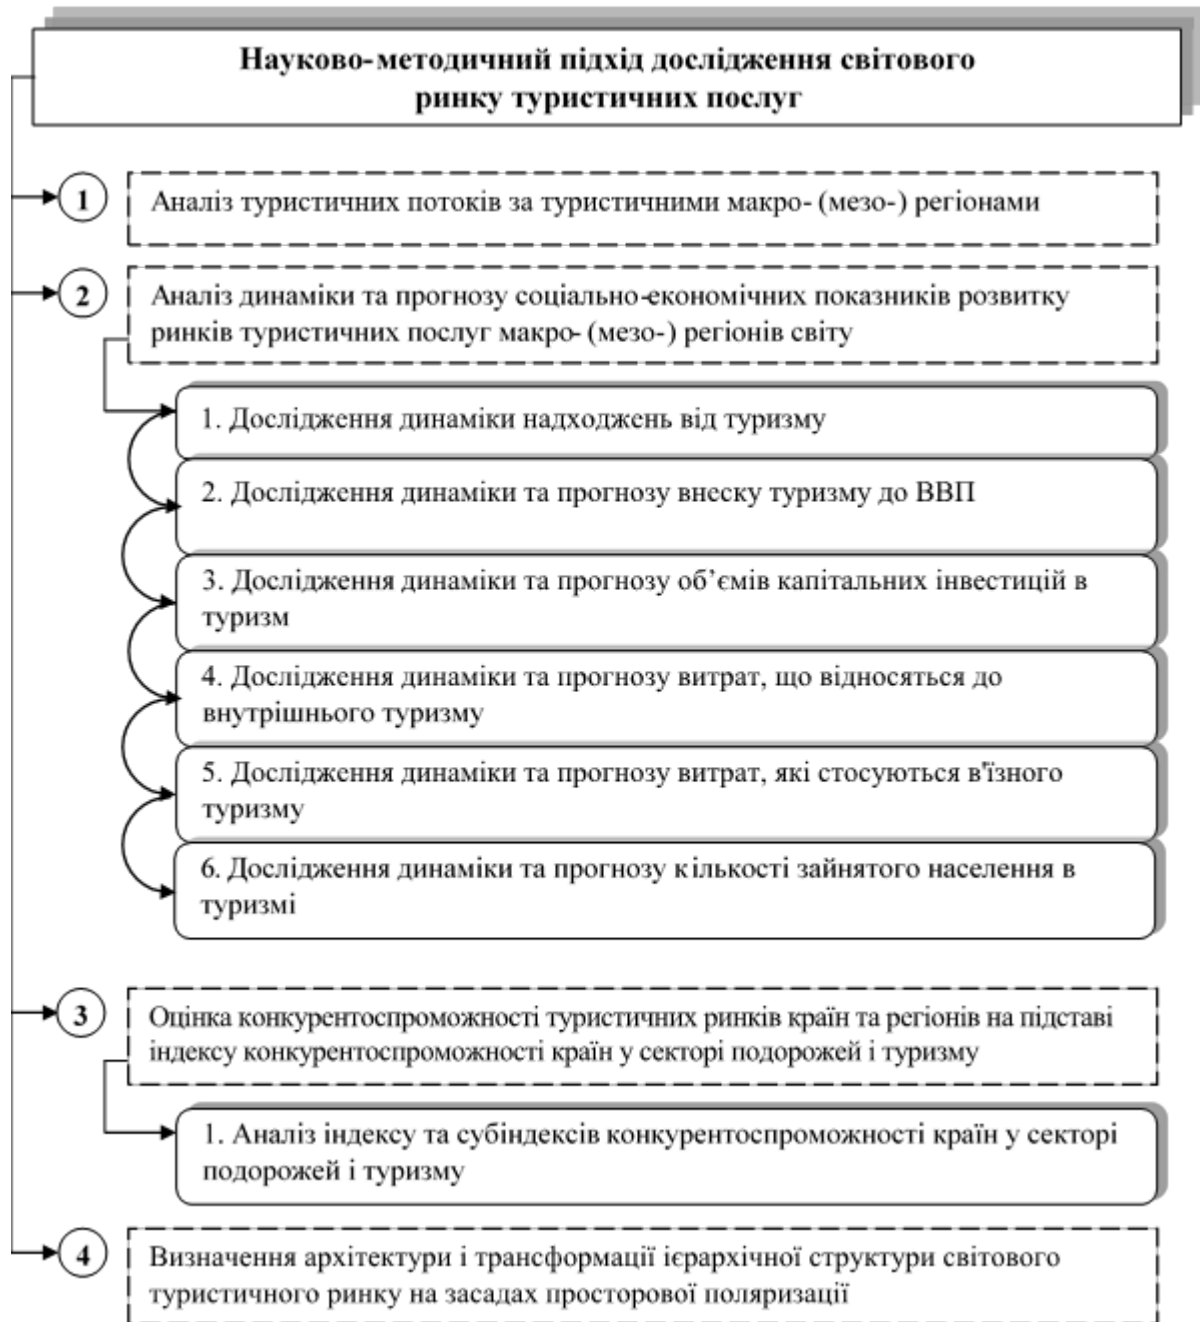 Науково-методичний підхід дослідження світового
ринку туристичних послуг
1
Аналіз туристичних потоків за туристичними макро- (мезо-) регіонами
2
Аналіз динаміки та прогнозу соціально-економічних показників розвитку
ринків туристичних послуг макро- (мезо-) регіонів світу
1. Дослідження динаміки надходжень від туризму
2. Дослідження динаміки та прогнозу внеску туризму до ВВП
3. Дослідження динаміки та прогнозу об’ємів капітальних інвестицій в
туризм
4. Дослідження динаміки та прогнозу витрат, що відносяться до
внутрішнього туризму
5. Дослідження динаміки та прогнозу витрат, які стосуються в'їзного
туризму
6. Дослідження динаміки та прогнозу кількості зайнятого населення в
туризмі
3
Оцінка конкурентоспроможності туристичних ринків країн та регіонів на підставі
індексу конкурентоспроможності країн у секторі подорожей і туризму
1. Аналіз індексу та субіндексів конкурентоспроможності країн у секторі
подорожей і туризму
4
Визначення архітектури і трансформації ієрархічної структури світового
туристичного ринку на засадах просторової поляризації